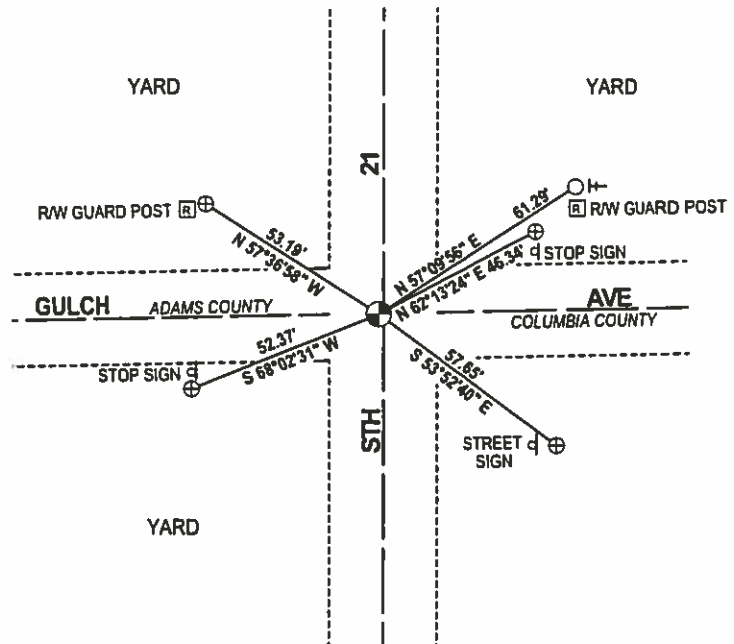 YARD
YARD
21
R/W GUARD POST R
53.19'
N 57°36'58" W
61.29'
N 57°09'56" E
R R/W GUARD POST
N 62°13'24" E 46.34'
STOP SIGN
GULCH ADAMS COUNTY
AVE
COLUMBIA COUNTY
STOP SIGN
52.37'
S 68°02'31" W
57.65'
S 53°52'40" E
STH
STREET
SIGN
YARD